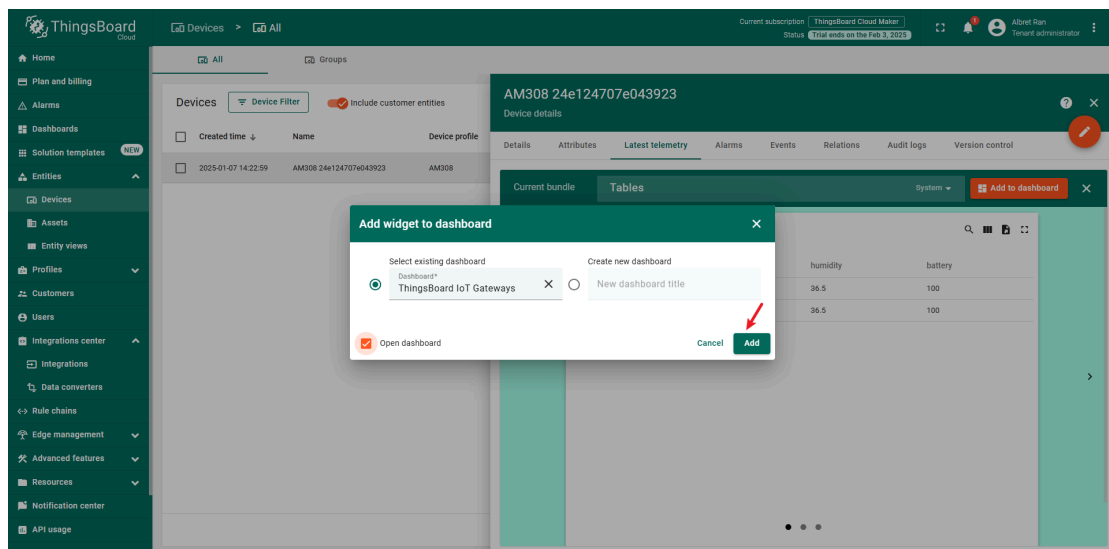 ThingsBoard
Cloud
Devices > All
Current subscription ThingsBoard Cloud Maker
Status Trial ends on the Feb 3, 2025
Albret Ran
Tenant administrator
Home
Plan and billing
Alarms
Dashboards
Solution templates NEW
Entities
Devices
Assets
Entity views
Profiles
Customers
Users
Integrations center
Integrations
Data converters
Rule chains
Edge management
Advanced features
Resources
Notification center
API usage
All Groups
Devices Device Filter Include customer entities
Created time Name Device profile
2025-01-07 14:22:59 AM308 24e124707e043923 AM308
AM308 24e124707e043923
Device details
Details Attributes Latest telemetry Alarms Events Relations Audit logs Version control
Current bundle Tables System Add to dashboard
humidity battery
36.5 100
36.5 100
Add widget to dashboard
Select existing dashboard Create new dashboard
Dashboard*
ThingsBoard IoT Gateways New dashboard title
Open dashboard Cancel Add